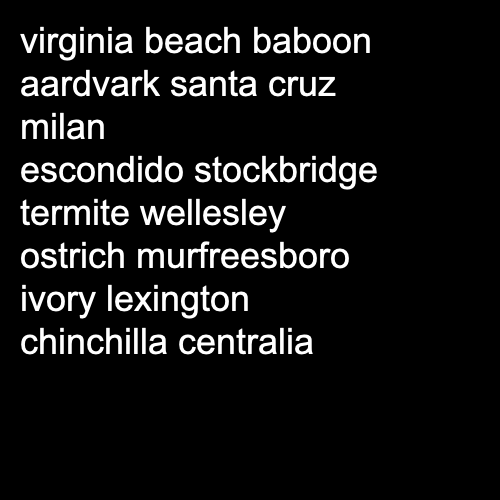 virginia beach baboon
aardvark santa cruz
milan
escondido stockbridge
termite wellesley
ostrich murfreesboro
ivory lexington
chinchilla centralia